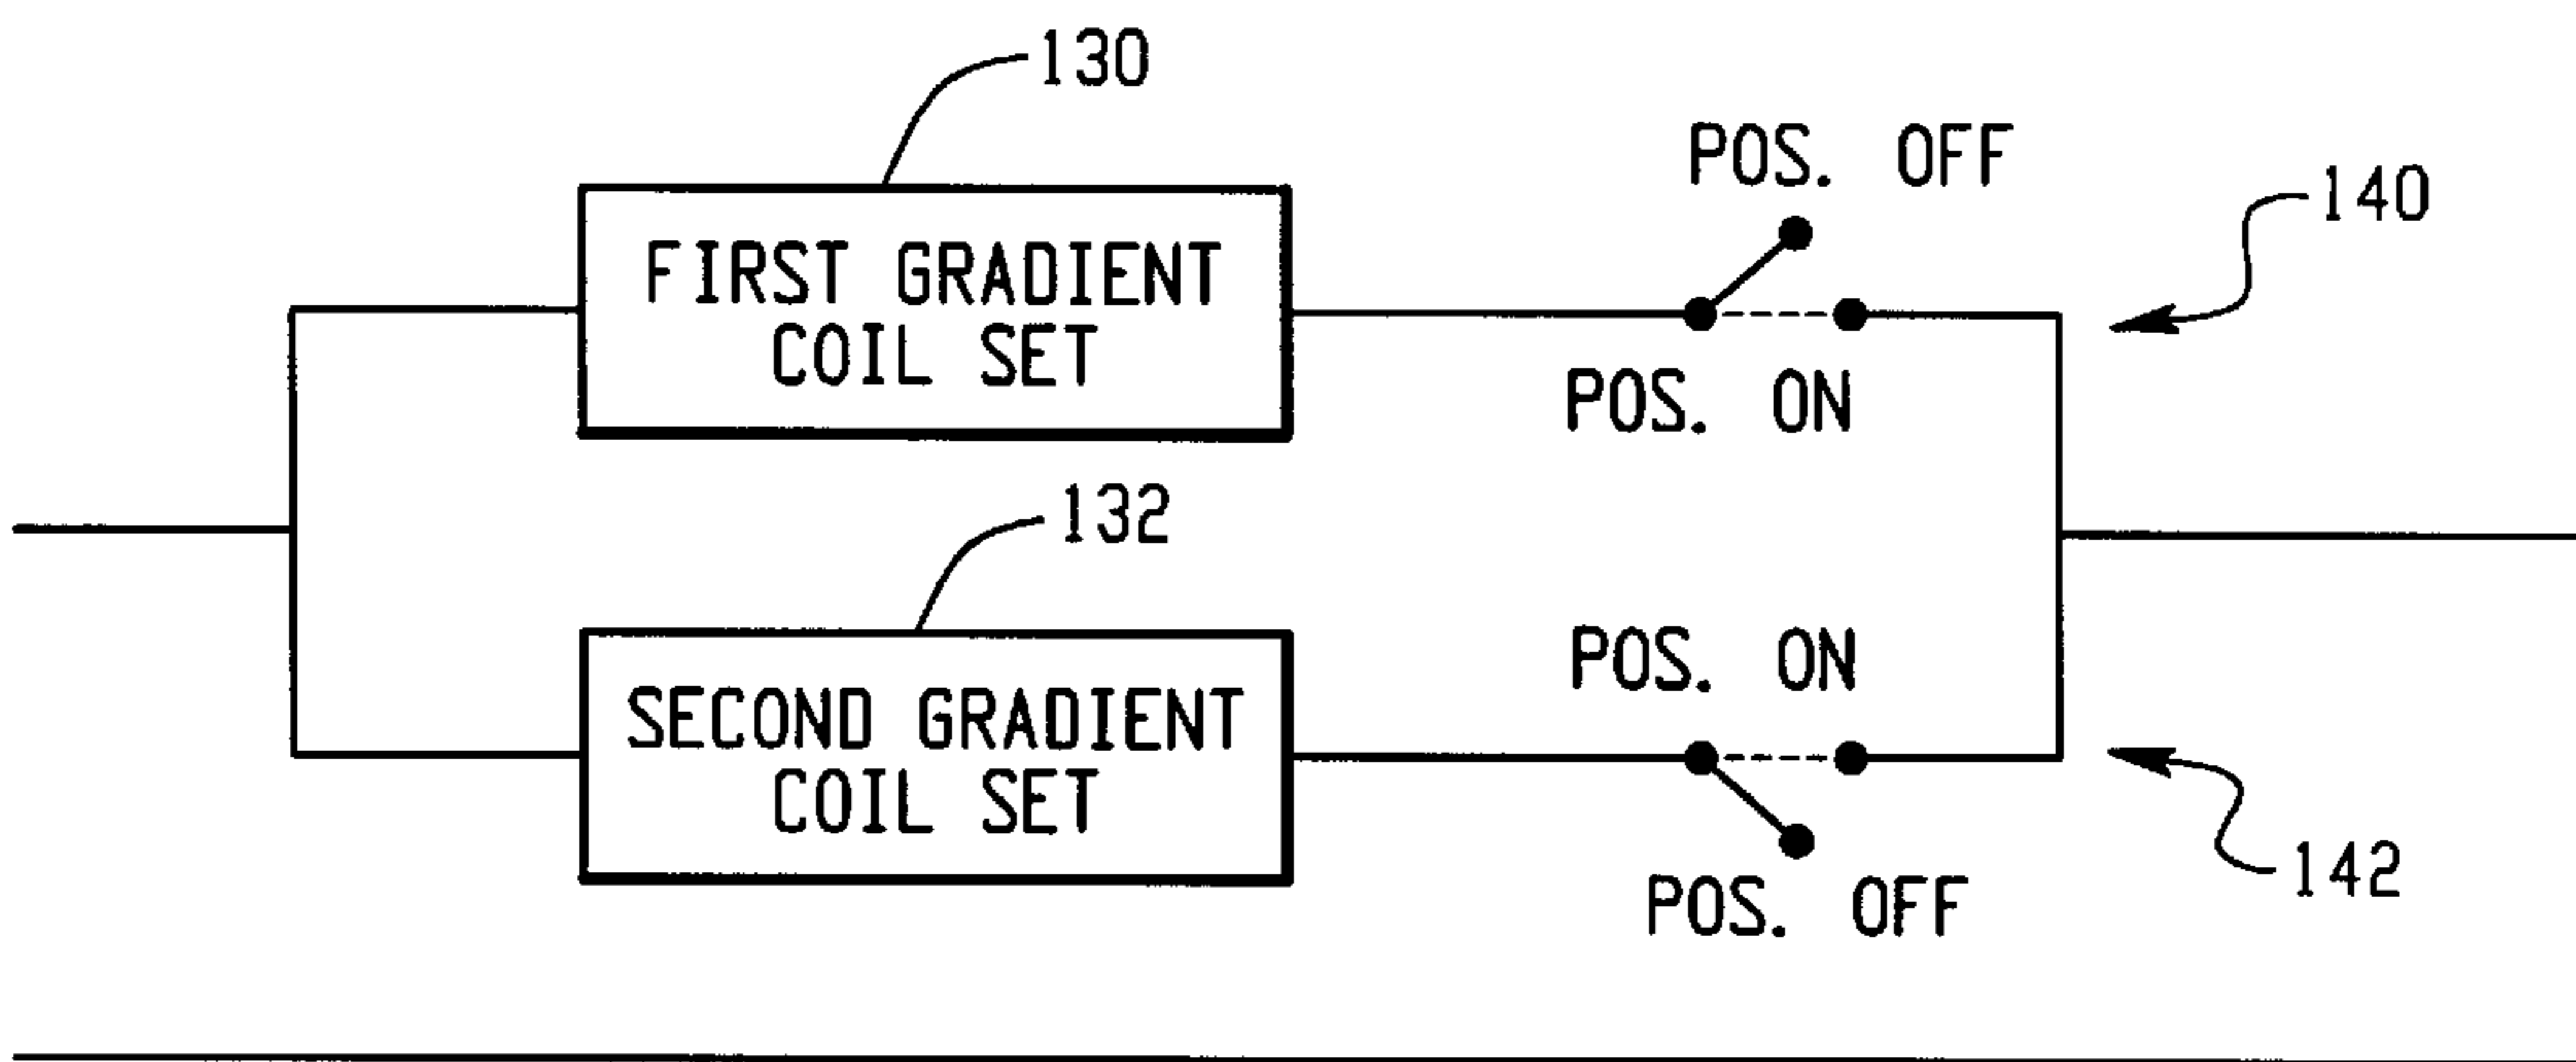 130
POS. OFF
140
FIRST GRADIENT
COIL SET
POS. ON
132
POS. ON
SECOND GRADIENT
COIL SET
142
POS. OFF